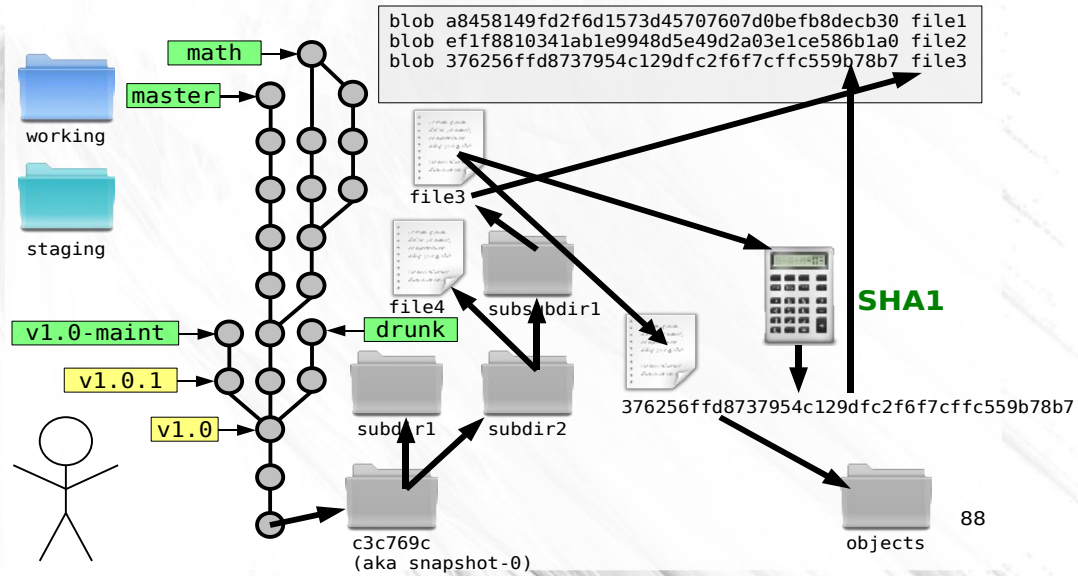 blob a8458149fd2f6d1573d45707607d0befb8decb30 file1
blob ef1f8810341ab1e9948d5e49d2a03e1ce586b1a0 file2
blob 376256ffd8737954c129dfc2f6f7cffc559b78b7 file3
math
master
working
file3
staging
file4
subsubdir1
SHA1
v1.0-maint
drunk
v1.0.1
376256ffd8737954c129dfc2f6f7cffc559b78b7
v1.0
subdir1
subdir2
88
c3c769c
(aka snapshot-0)
objects